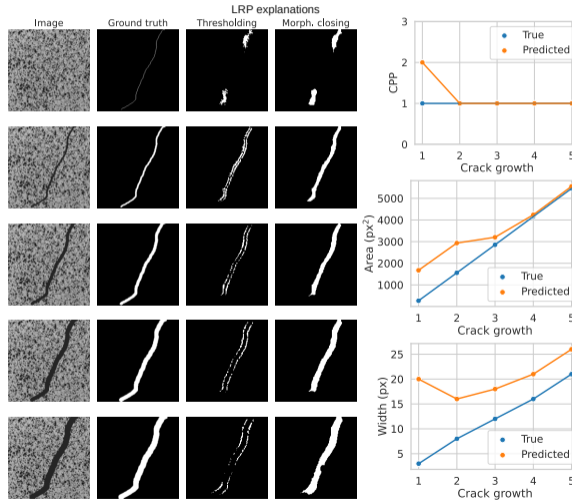 LRP explanations
Image Ground truth Thresholding Morph. closing
3
2
1
0
CPP
True
Predicted
1 2 3 4 5
Crack growth
5000
4000
3000
2000
1000
Area (px²)
True
Predicted
1 2 3 4 5
Crack growth
25
20
15
10
5
Width (px)
True
Predicted
1 2 3 4 5
Crack growth